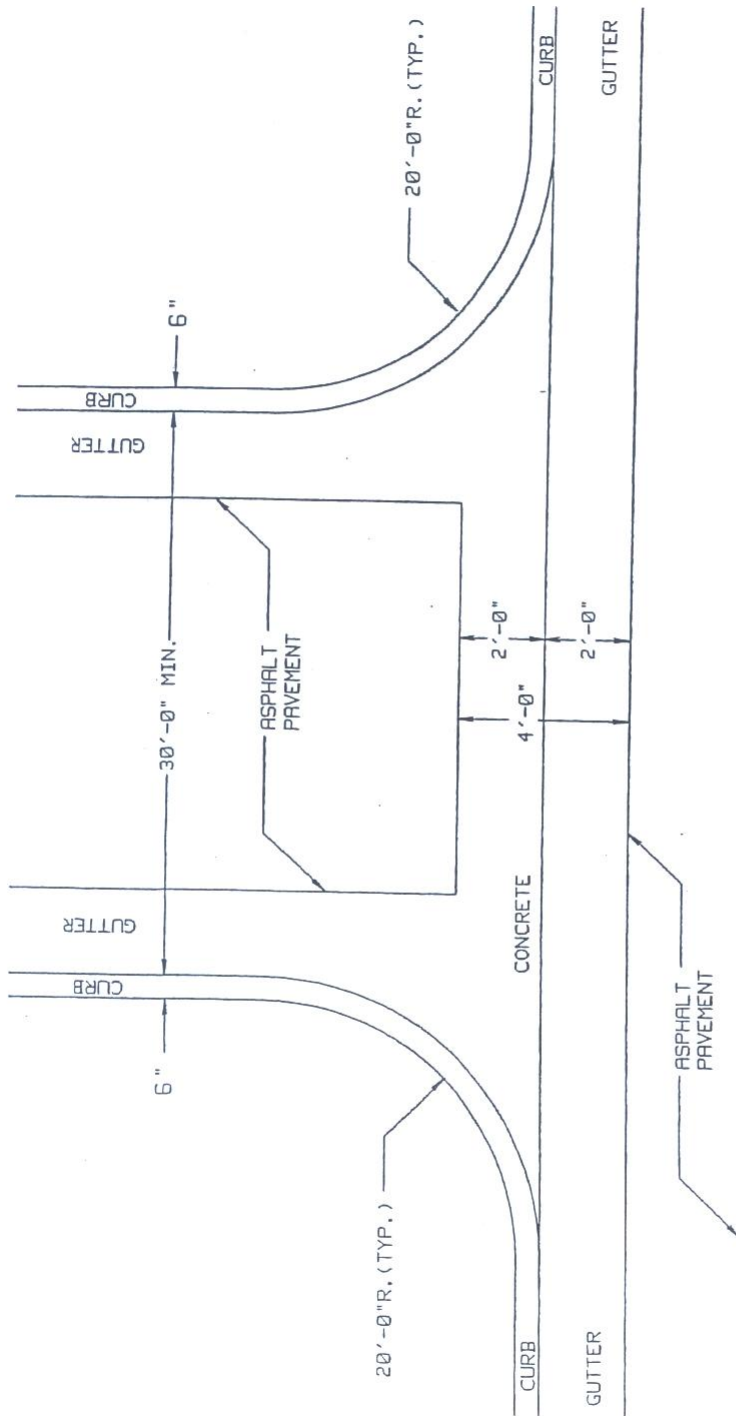 6"
CURB
GUTTER
30'-0" MIN.
GUTTER
CURB
6"
20'-0"R. (TYP.)
20'-0"R. (TYP.)
ASPHALT
PAVEMENT
2'-0"
2'-0"
4'-0"
CONCRETE
CURB
GUTTER
CURB
GUTTER
ASPHALT
PAVEMENT